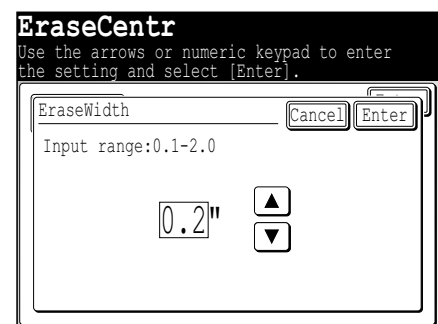 EraseCentr
Use the arrows or numeric keypad to enter
the setting and select [Enter].
EraseWidth
Cancel
Enter
Input range:0.1-2.0
0.2"
▲
▼